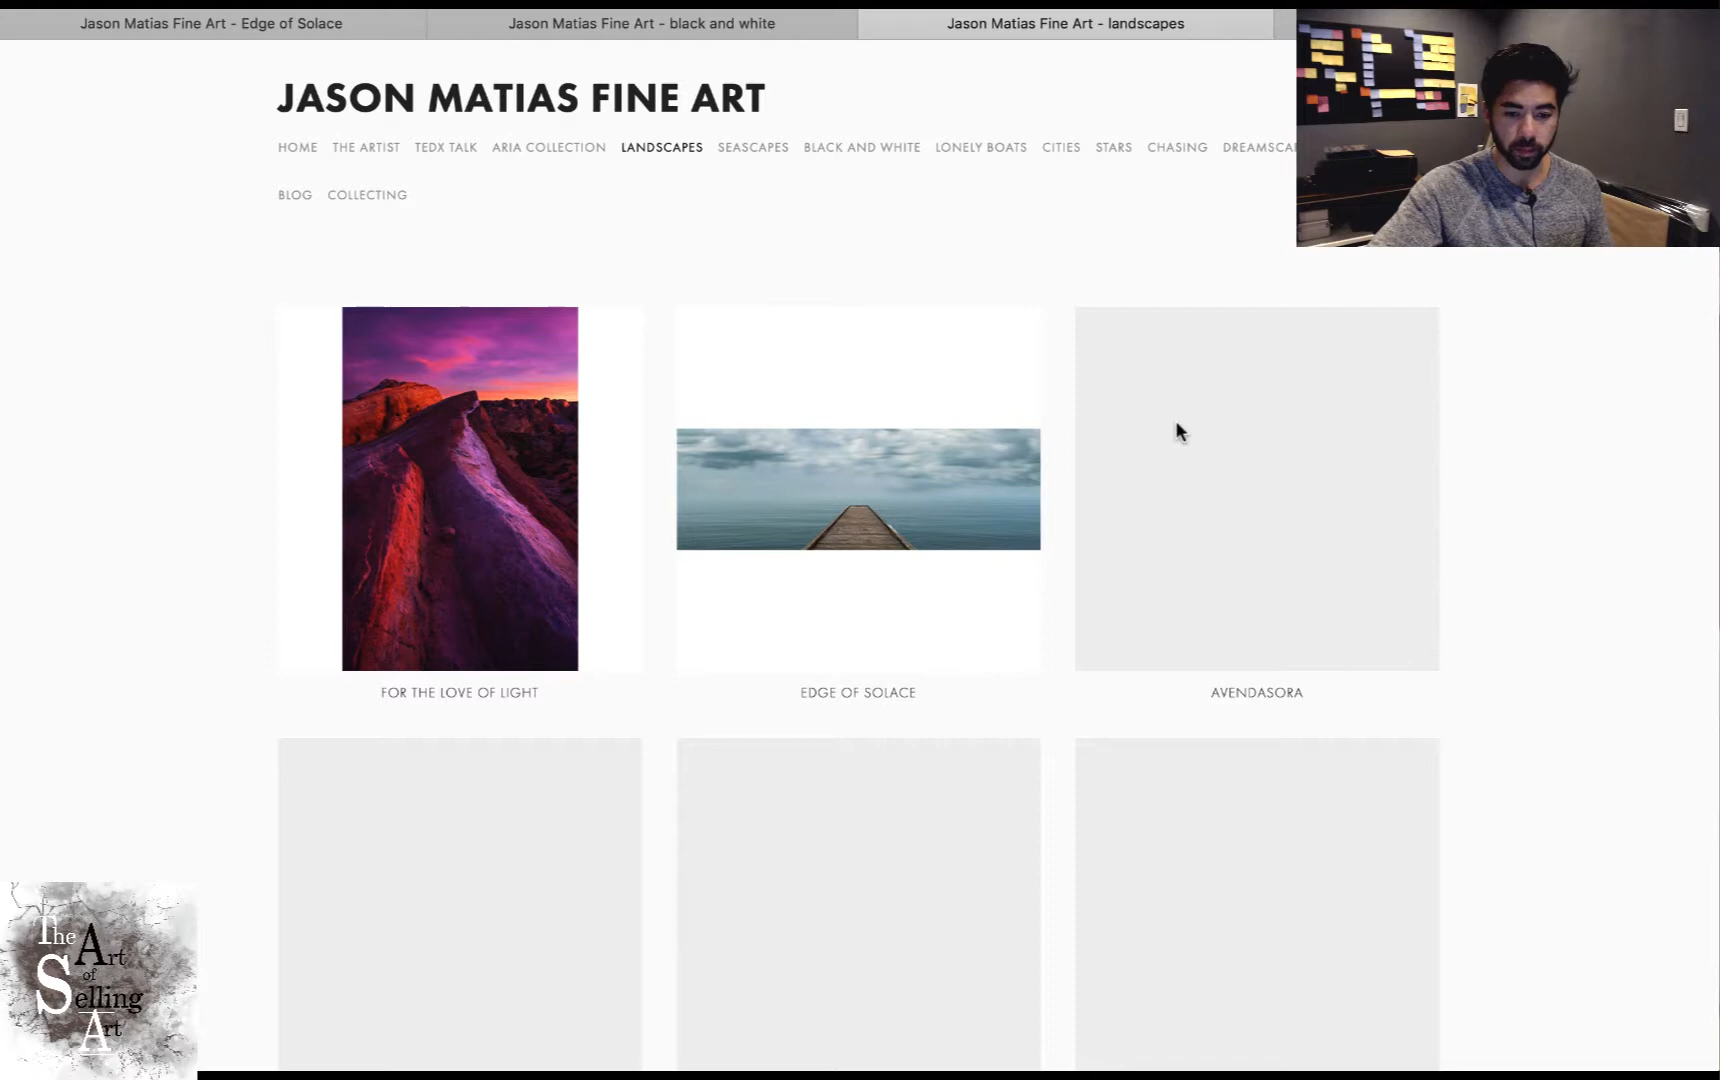 Jason Matias Fine Art - Edge of Solace
Jason Matias Fine Art - black and white
Jason Matias Fine Art - landscapes
JASON MATIAS FINE ART
HOME THE ARTIST TEDX TALK ARIA COLLECTION LANDSCAPES SEASCAPES BLACK AND WHITE LONELY BOATS CITIES STARS CHASING DREAMSCA
BLOG COLLECTING
FOR THE LOVE OF LIGHT
EDGE OF SOLACE
AVENDASORA
The Art
of
Selling
Art